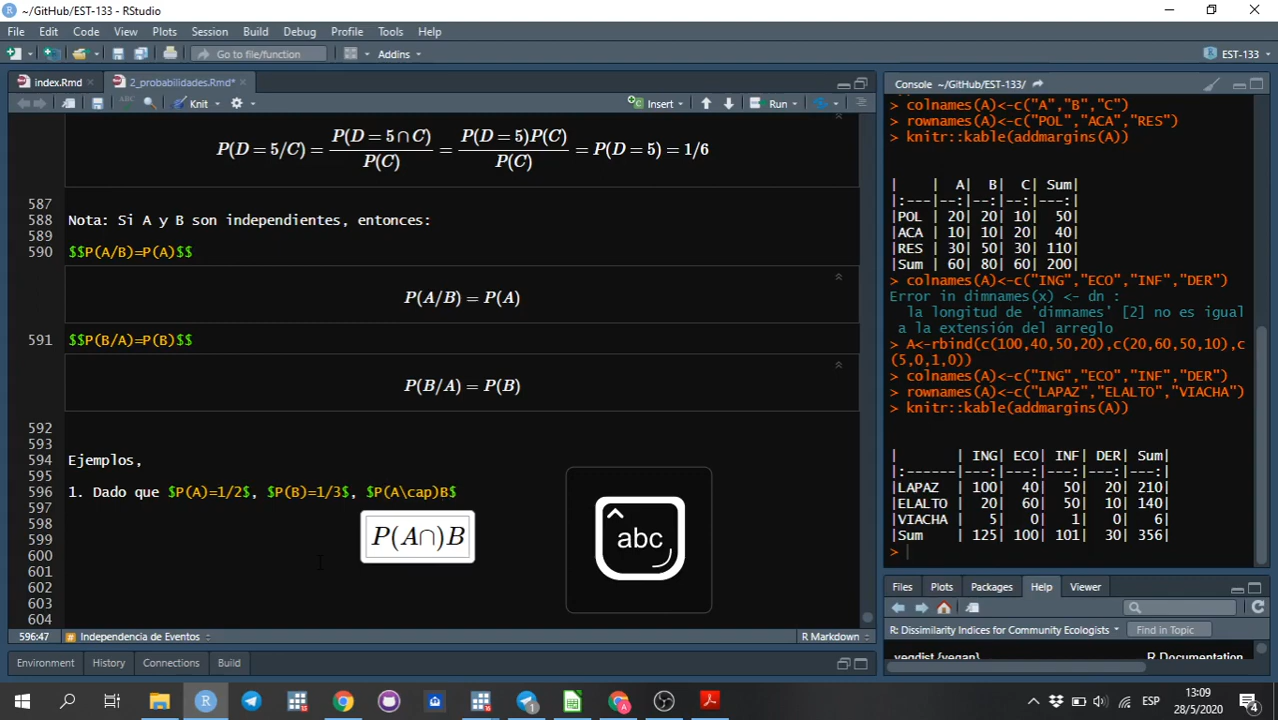 ~/GitHub/EST-133 - RStudio
File Edit Code View Plots Session Build Debug Profile Tools Help
Go to file/function Addins EST-133
index.Rmd 2_probabilidades.Rmd*
ABC Knit Insert Run
P(D = 5/C) = P(D = 5 ∩ C) / P(C) = P(D = 5)P(C) / P(C) = P(D = 5) = 1/6
587
588 Nota: Si A y B son independientes, entonces:
589
590 $$P(A/B)=P(A)$$
P(A/B) = P(A)
591 $$P(B/A)=P(B)$$
P(B/A) = P(B)
592
593
594 Ejemplos,
595
596 1. Dado que $P(A)=1/2$, $P(B)=1/3$, $P(A\cap)B$
597
598
P(A∩)B
599
600
601
602
603
604
abc
596:47 # Independencia de Eventos R Markdown
Environment History Connections Build
Console ~/GitHub/EST-133/
> colnames(A)<-c("A","B","C")
> rownames(A)<-c("POL","ACA","RES")
> knitr::kable(addmargins(A))
|    |  A|  B|  C| Sum|
|:---|--:|--:|--:|---:|
|POL | 20| 20| 10|  50|
|ACA | 10| 10| 20|  40|
|RES | 30| 50| 30| 110|
|Sum | 60| 80| 60| 200|
> colnames(A)<-c("ING","ECO","INF","DER")
Error in dimnames(x) <- dn :
la longitud de 'dimnames' [2] no es igual
a la extensión del arreglo
> A<-rbind(c(100,40,50,20),c(20,60,50,10),c
(5,0,1,0))
> colnames(A)<-c("ING","ECO","INF","DER")
> rownames(A)<-c("LAPAZ","ELALTO","VIACHA")
> knitr::kable(addmargins(A))
|       | ING| ECO| INF| DER| Sum|
|:------|---:|---:|---:|---:|---:|
|LAPAZ  | 100|  40|  50|  20| 210|
|ELALTO |  20|  60|  50|  10| 140|
|VIACHA |   5|   0|   1|   0|   6|
|Sum    | 125| 100| 101|  30| 356|
>
Files Plots Packages Help Viewer
R: Dissimilarity Indices for Community Ecologists Find in Topic
vegdist {vegan} R Documentation
ESP 13:09
28/5/2020
4